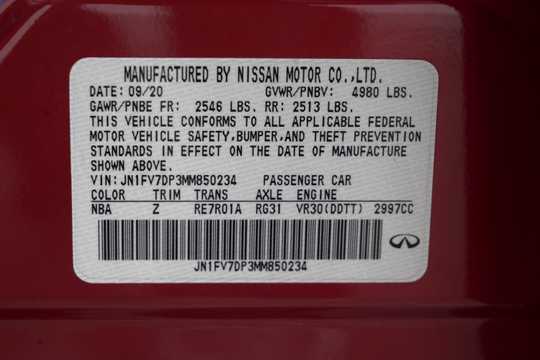 MANUFACTURED BY NISSAN MOTOR CO.,LTD.
DATE: 09/20 GVWR/PNBV: 4980 LBS.
GAWR/PNBE FR: 2546 LBS. RR: 2513 LBS.
THIS VEHICLE CONFORMS TO ALL APPLICABLE FEDERAL
MOTOR VEHICLE SAFETY,BUMPER,AND THEFT PREVENTION
STANDARDS IN EFFECT ON THE DATE OF MANUFACTURE
SHOWN ABOVE.
VIN: JN1FV7DP3MM850234 PASSENGER CAR
COLOR TRIM TRANS AXLE ENGINE
NBA Z RE7R01A RG31 VR30(DDTT) 2997CC
JN1FV7DP3MM850234